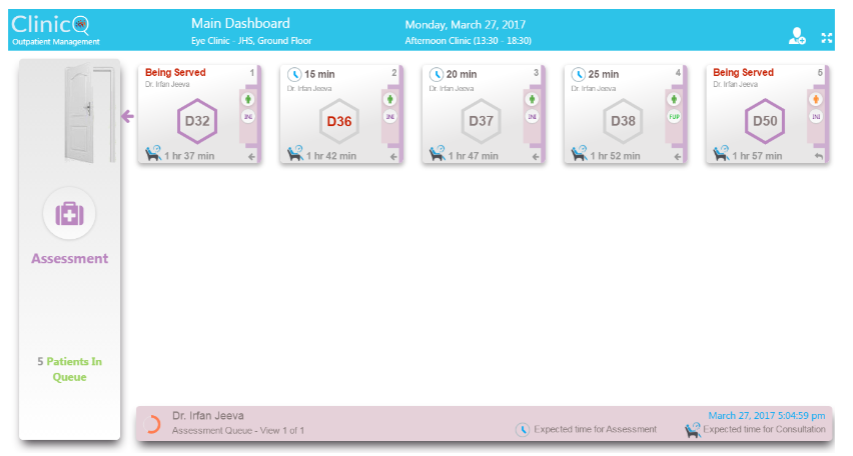 ClinicQ
Outpatient Management
Main Dashboard
Eye Clinic - JHS, Ground Floor
Monday, March 27, 2017
Afternoon Clinic (13:30 - 18:30)
Assessment
5 Patients In
Queue
Being Served 1
Dr. Irfan Jeeva
INI
D32
1 hr 37 min
15 min 2
Dr. Irfan Jeeva
INI
D36
1 hr 42 min
20 min 3
Dr. Irfan Jeeva
INI
D37
1 hr 47 min
25 min 4
Dr. Irfan Jeeva
FUP
D38
1 hr 52 min
Being Served 5
Dr. Irfan Jeeva
INI
D50
1 hr 57 min
Dr. Irfan Jeeva
Assessment Queue - View 1 of 1
Expected time for Assessment
March 27, 2017 5:04:59 pm
Expected time for Consultation